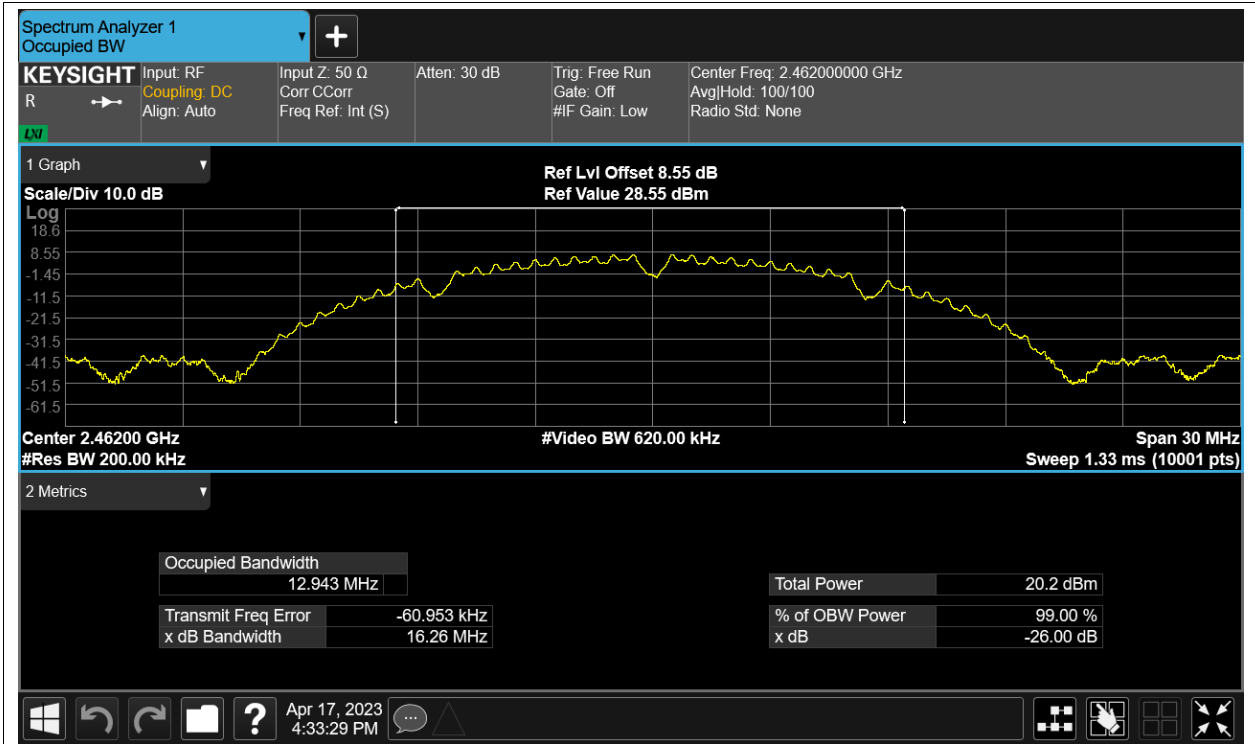 Spectrum Analyzer 1
Occupied BW
+
KEYSIGHT
R
LXI
Input: RF
Coupling: DC
Align: Auto
Input Z: 50 Ω
Corr CCorr
Freq Ref: Int (S)
Atten: 30 dB
Trig: Free Run
Gate: Off
#IF Gain: Low
Center Freq: 2.462000000 GHz
Avg|Hold: 100/100
Radio Std: None
1 Graph
Scale/Div 10.0 dB
Ref Lvl Offset 8.55 dB
Ref Value 28.55 dBm
Log
18.6
8.55
-1.45
-11.5
-21.5
-31.5
-41.5
-51.5
-61.5
Center 2.46200 GHz
#Video BW 620.00 kHz
Span 30 MHz
#Res BW 200.00 kHz
Sweep 1.33 ms (10001 pts)
2 Metrics
Occupied Bandwidth
12.943 MHz
Total Power 20.2 dBm
Transmit Freq Error -60.953 kHz
% of OBW Power 99.00 %
x dB Bandwidth 16.26 MHz
x dB -26.00 dB
?
Apr 17, 2023
4:33:29 PM